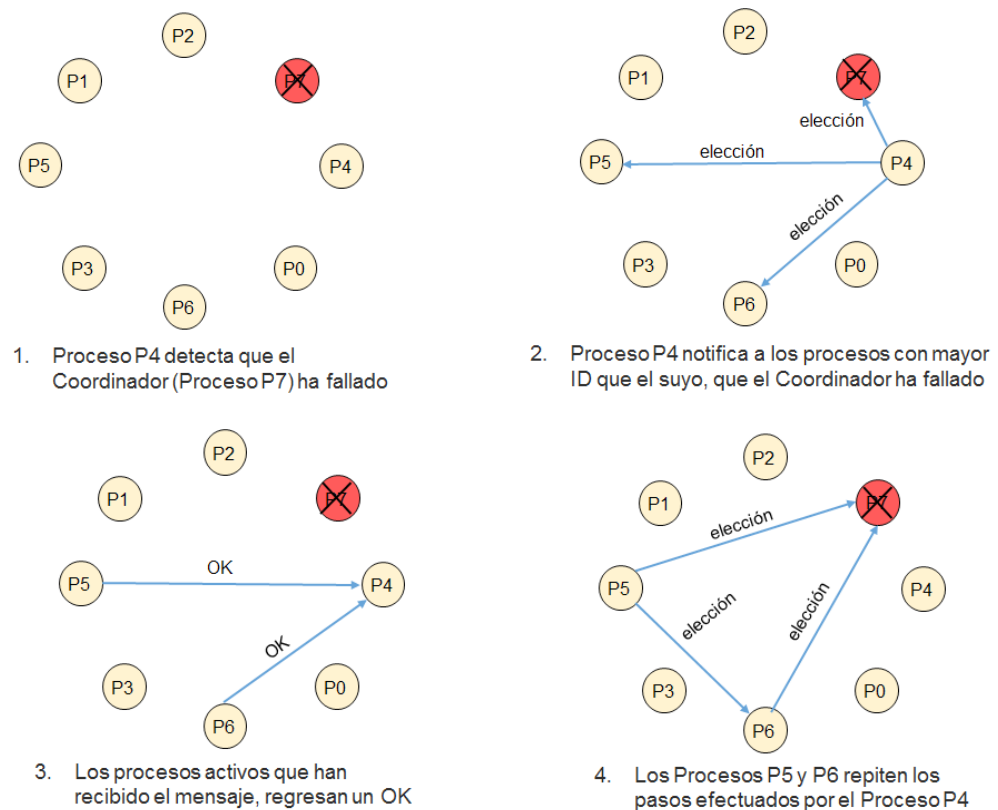 P2
P7
P1
P5
P4
P3
P0
P6
1. Proceso P4 detecta que el
Coordinador (Proceso P7) ha fallado
P2
P7
P1
elección
elección
P5
P4
elección
P3
P0
P6
2. Proceso P4 notifica a los procesos con mayor
ID que el suyo, que el Coordinador ha fallado
P2
P7
P1
OK
P5
P4
OK
P3
P0
P6
3. Los procesos activos que han
recibido el mensaje, regresan un OK
P2
P7
P1
elección
P5
P4
elección
elección
P3
P0
P6
4. Los Procesos P5 y P6 repiten los
pasos efectuados por el Proceso P4